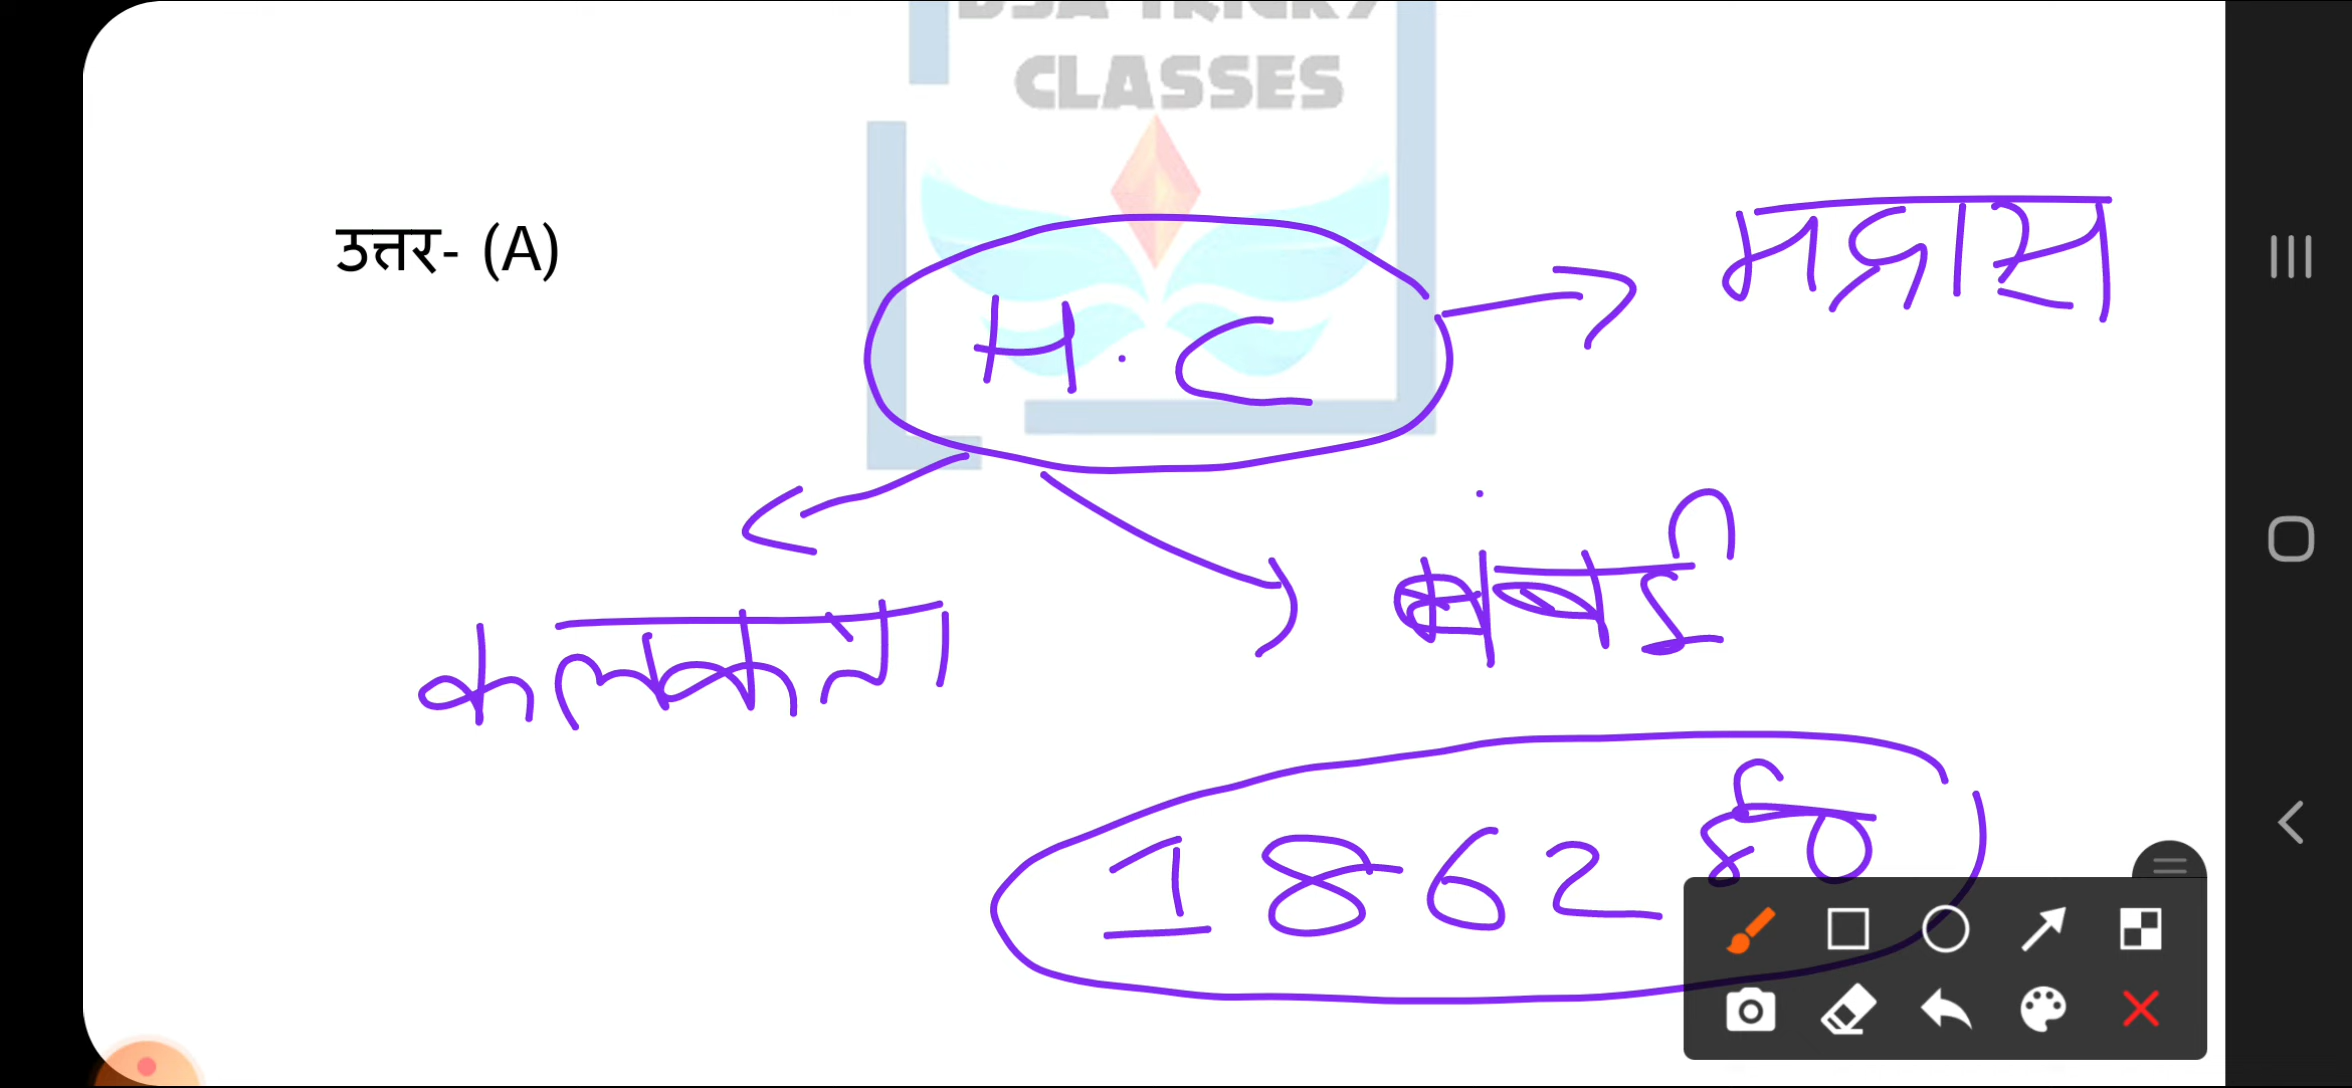 CLASSES
उत्तर- (A)
मद्रास
H.C
बंबई
कलकत्ता
1862 ई०